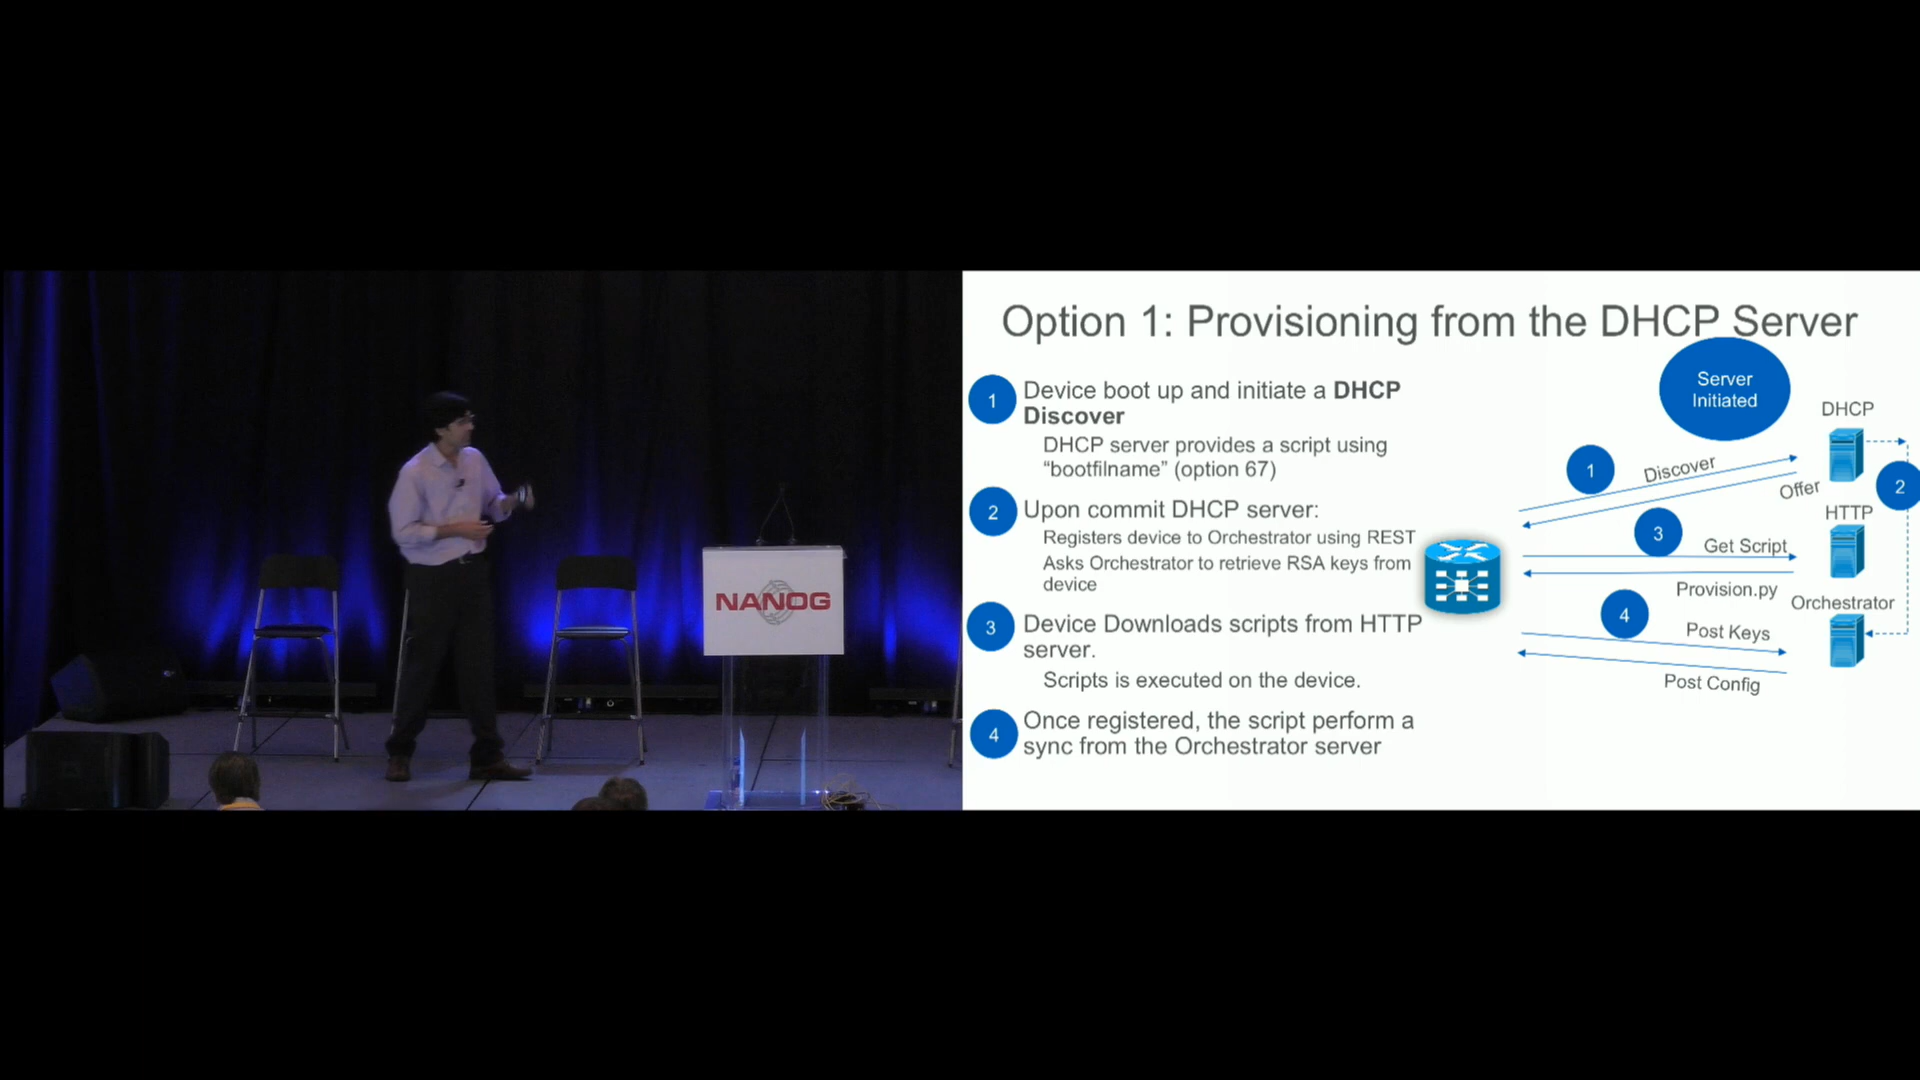 NANOG
Option 1: Provisioning from the DHCP Server
1
Device boot up and initiate a DHCP
Discover
DHCP server provides a script using
“bootfilname” (option 67)
2
Upon commit DHCP server:
Registers device to Orchestrator using REST
Asks Orchestrator to retrieve RSA keys from
device
3
Device Downloads scripts from HTTP
server.
Scripts is executed on the device.
4
Once registered, the script perform a
sync from the Orchestrator server
Server
Initiated
DHCP
1
Discover
Offer
2
HTTP
3
Get Script
Provision.py
Orchestrator
4
Post Keys
Post Config